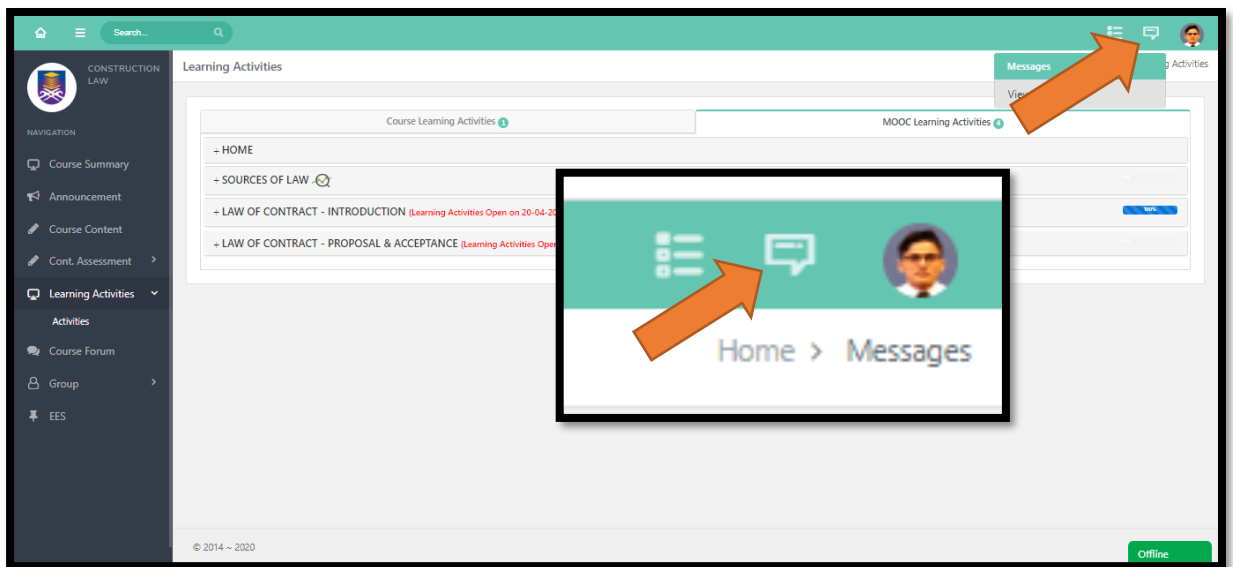 Search...
CONSTRUCTION
LAW
Learning Activities
Messages
Activities
NAVIGATION
Course Learning Activities 1
MOOC Learning Activities 4
+ HOME
Course Summary
+ SOURCES OF LAW
Announcement
+ LAW OF CONTRACT - INTRODUCTION (Learning Activities Open on 20-04-20
100%
Course Content
+ LAW OF CONTRACT - PROPOSAL & ACCEPTANCE (Learning Activities Open
Cont. Assessment
Learning Activities
Activities
Course Forum
Group
EES
Home > Messages
© 2014 ~ 2020
Offline